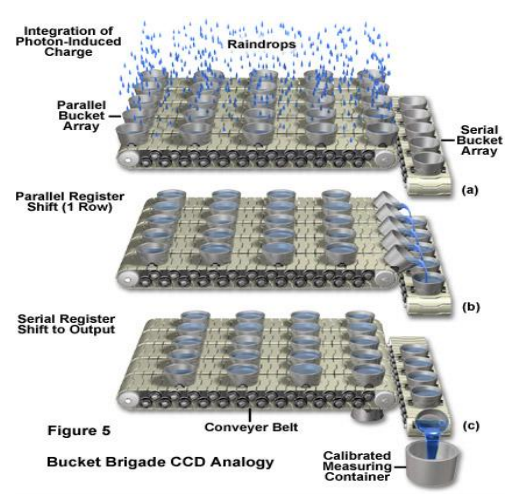 Integration of
Photon-Induced
Charge
Raindrops
Parallel
Bucket
Array
Serial
Bucket
Array
(a)
Parallel Register
Shift (1 Row)
(b)
Serial Register
Shift to Output
(c)
Conveyer Belt
Figure 5
Bucket Brigade CCD Analogy
Calibrated
Measuring
Container